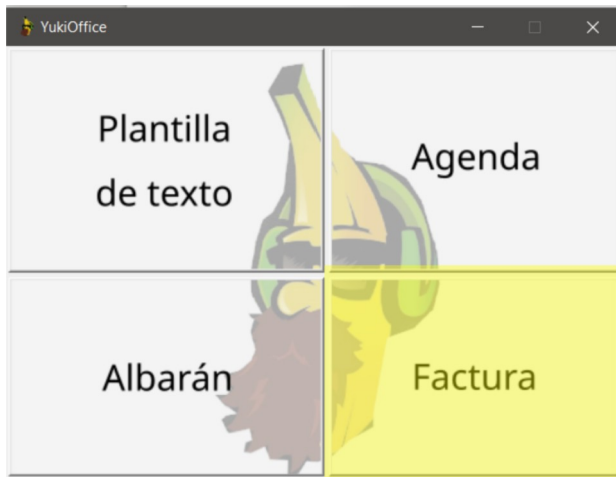 YukiOffice
Plantilla
de texto
Agenda
Albarán
Factura